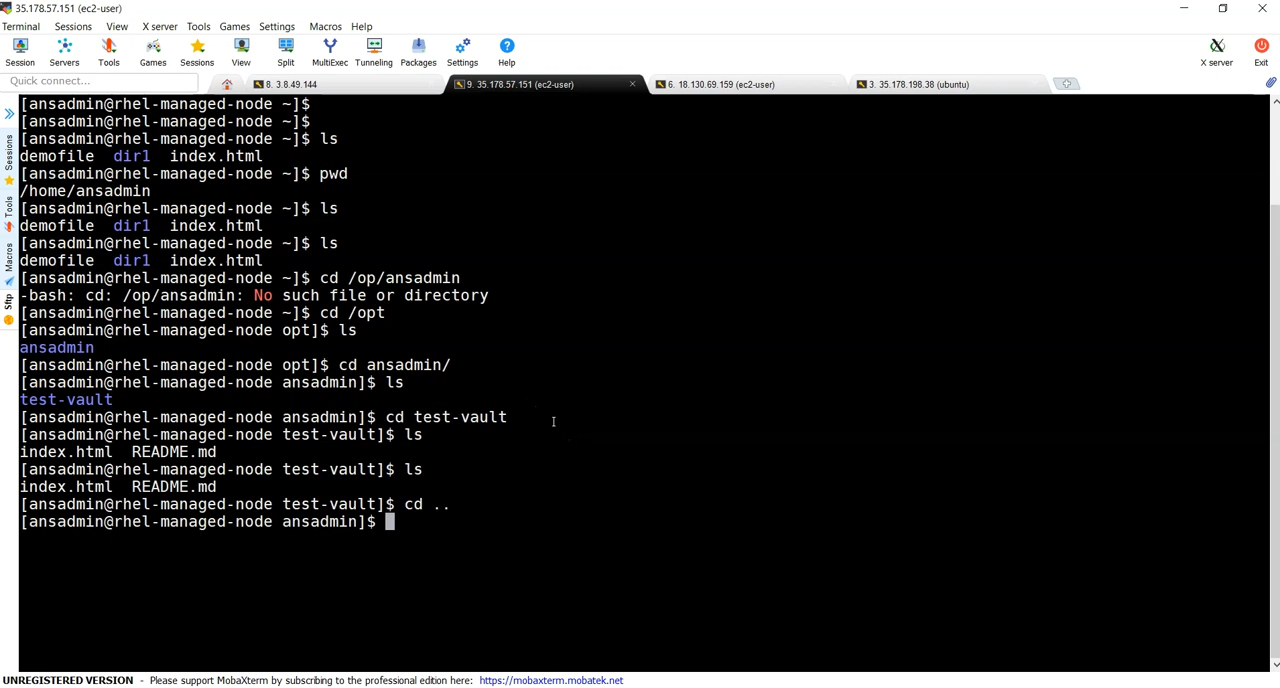 35.178.57.151 (ec2-user)
Terminal Sessions View X server Tools Games Settings Macros Help
Session Servers Tools Games Sessions View Split MultiExec Tunneling Packages Settings Help X server Exit
Quick connect... 8. 3.8.49.144 9. 35.178.57.151 (ec2-user) 6. 18.130.69.159 (ec2-user) 3. 35.178.198.38 (ubuntu)
Sessions
Tools
Macros
Sftp
[ansadmin@rhel-managed-node ~]$
[ansadmin@rhel-managed-node ~]$
[ansadmin@rhel-managed-node ~]$ ls
demofile dir1 index.html
[ansadmin@rhel-managed-node ~]$ pwd
/home/ansadmin
[ansadmin@rhel-managed-node ~]$ ls
demofile dir1 index.html
[ansadmin@rhel-managed-node ~]$ ls
demofile dir1 index.html
[ansadmin@rhel-managed-node ~]$ cd /op/ansadmin
-bash: cd: /op/ansadmin: No such file or directory
[ansadmin@rhel-managed-node ~]$ cd /opt
[ansadmin@rhel-managed-node opt]$ ls
ansadmin
[ansadmin@rhel-managed-node opt]$ cd ansadmin/
[ansadmin@rhel-managed-node ansadmin]$ ls
test-vault
[ansadmin@rhel-managed-node ansadmin]$ cd test-vault
[ansadmin@rhel-managed-node test-vault]$ ls
index.html README.md
[ansadmin@rhel-managed-node test-vault]$ ls
index.html README.md
[ansadmin@rhel-managed-node test-vault]$ cd ..
[ansadmin@rhel-managed-node ansadmin]$
UNREGISTERED VERSION - Please support MobaXterm by subscribing to the professional edition here: https://mobaxterm.mobatek.net